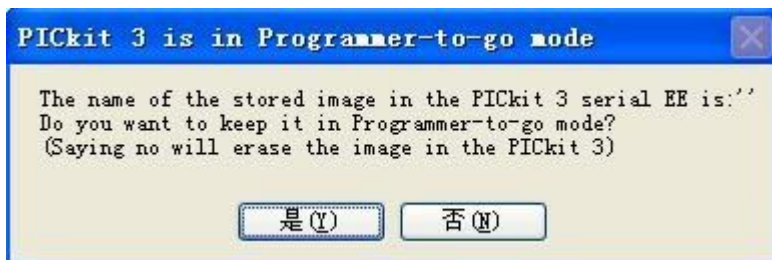 PICkit 3 is in Programmer-to-go mode
The name of the stored image in the PICkit 3 serial EE is:''
Do you want to keep it in Programmer-to-go mode?
(Saying no will erase the image in the PICkit 3)
是(Y) 否(N)